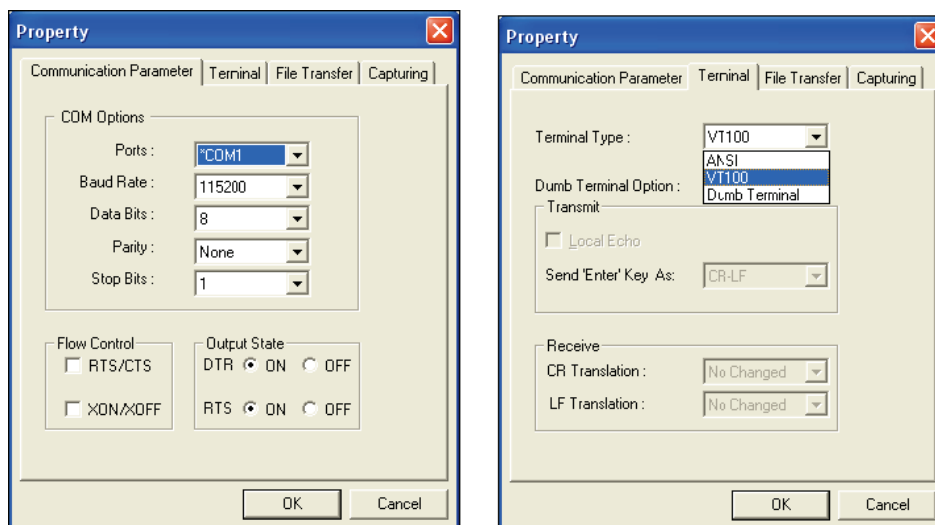 Property
Communication Parameter Terninal File Transfer Capturing
COM Options
Ports : *COM1
Baud Rate : 115200
Data Bits : 8
Parity : None
Stop Bits : 1
Flow Control
RTS/CTS
XON/XOFF
Output State
DTR ON OFF
RTS ON OFF
OK Cancel
Property
Communication Parameter Terninal File Transfer Capturing
Terminal Type : VT100
ANSI
VT100
Dumb Terminal
Dumb Terminal Option :
Transmit
Local Echo
Send 'Enter' Key As: CR-LF
Receive
CR Translation : No Changed
LF Translation : No Changed
OK Cancel